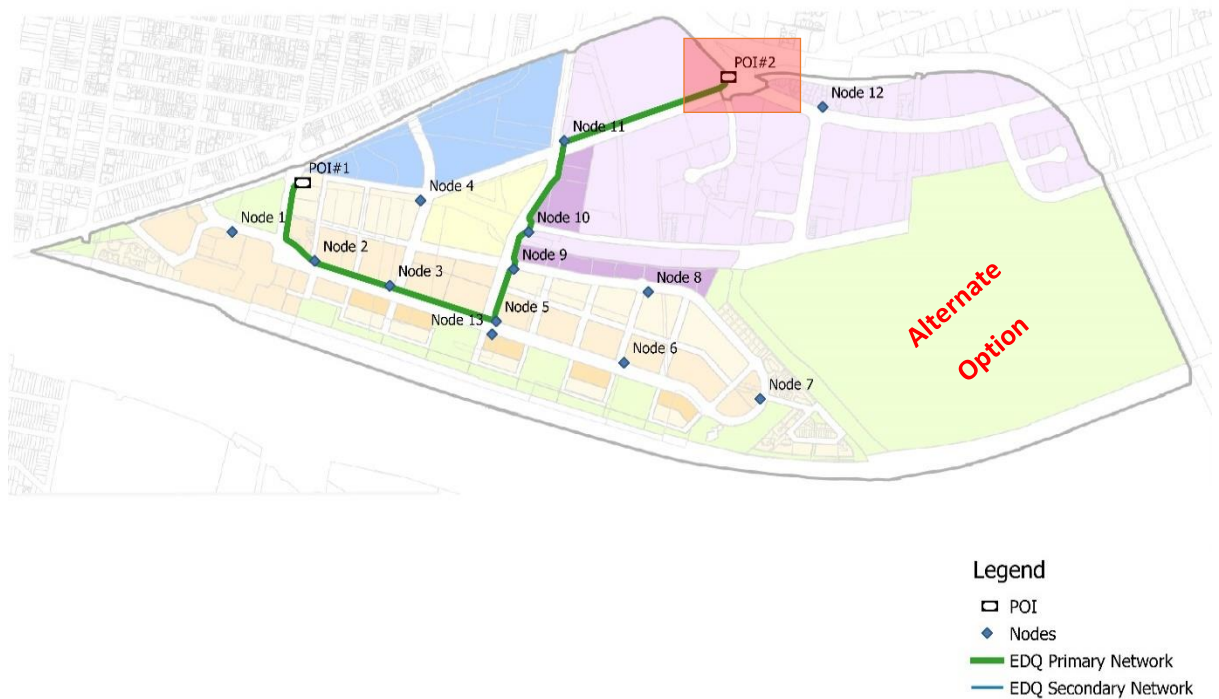 POI#2
Node 12
Node 11
POI#1
Node 4
Node 1
Node 10
Node 2
Node 9
Node 3
Node 8
Node 5
Node 13
Node 6
Node 7
Alternate
Option
Legend
POI
Nodes
EDQ Primary Network
EDQ Secondary Network